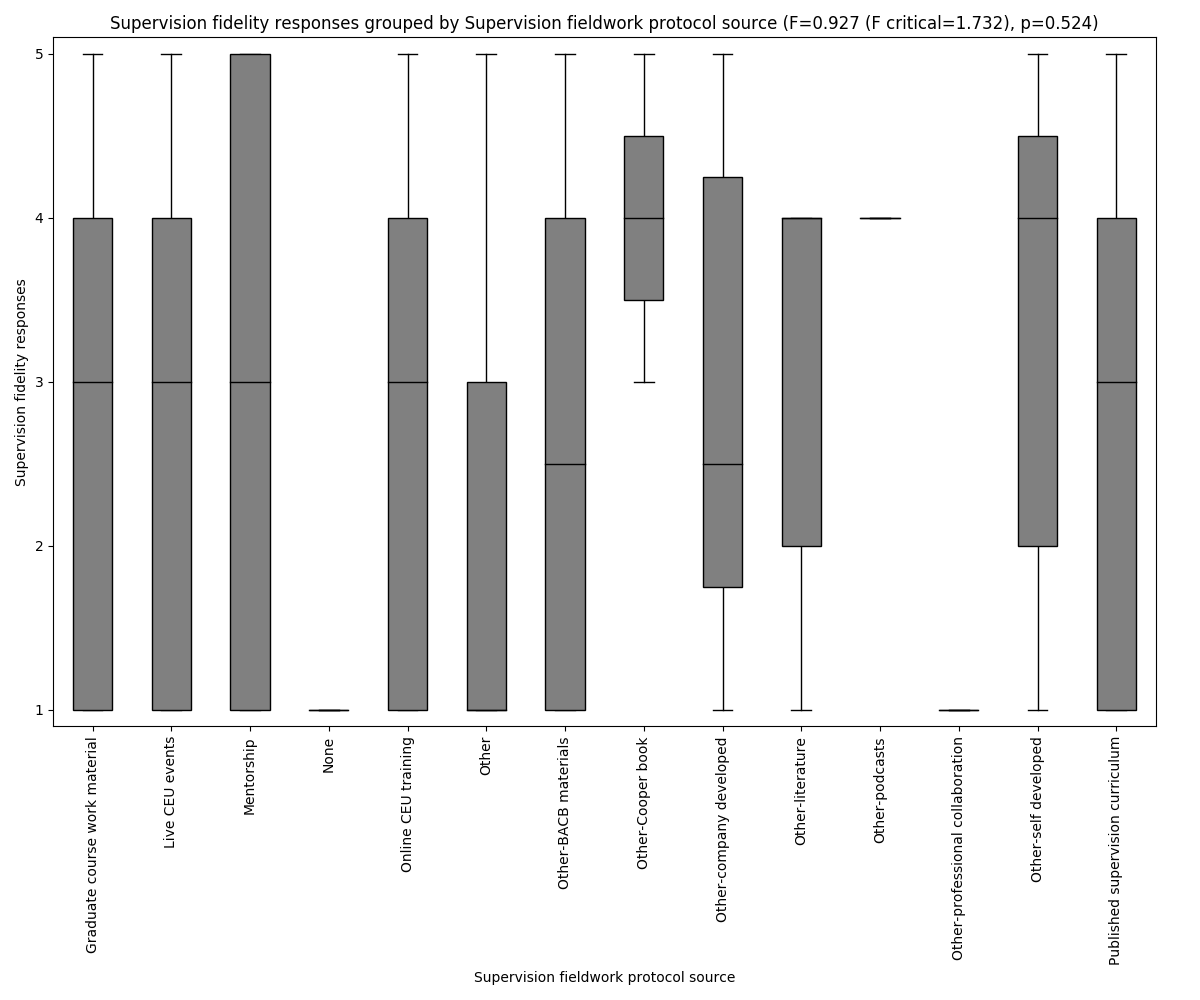 Supervision fidelity responses grouped by Supervision fieldwork protocol source (F=0.927 (F critical=1.732), p=0.524)
Supervision fidelity responses
5
4
3
2
1
Graduate course work material
Live CEU events
Mentorship
None
Online CEU training
Other
Other-BACB materials
Other-Cooper book
Other-company developed
Other-literature
Other-podcasts
Other-professional collaboration
Other-self developed
Published supervision curriculum
Supervision fieldwork protocol source